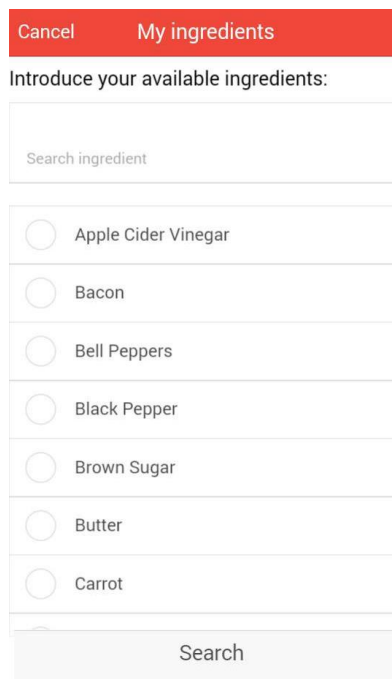 Cancel My ingredients
Introduce your available ingredients:
Search ingredient
Apple Cider Vinegar
Bacon
Bell Peppers
Black Pepper
Brown Sugar
Butter
Carrot
Search